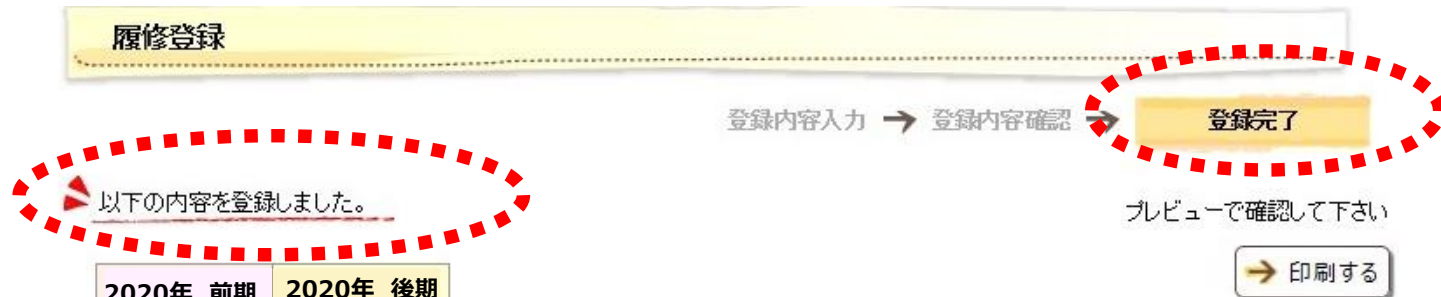 履修登録
登録内容入力 → 登録内容確認 → 登録完了
以下の内容を登録しました。
プレビューで確認して下さい
→ 印刷する
2020年 前期 2020年 後期